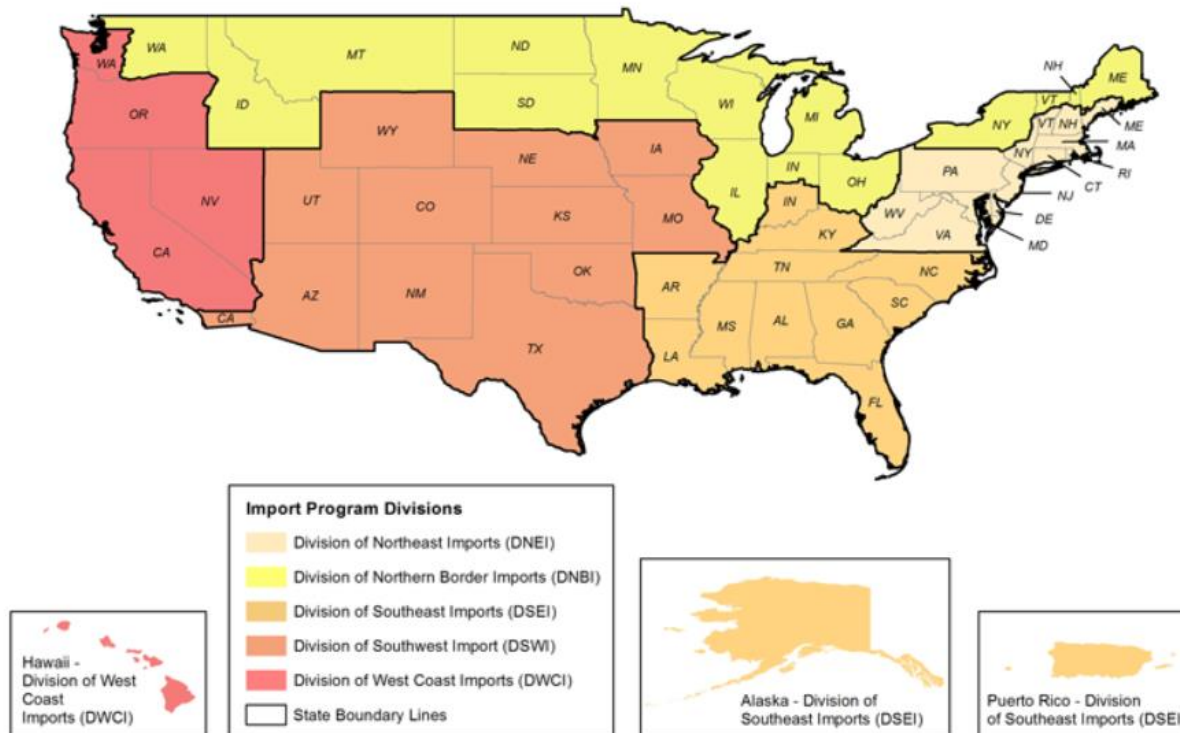 WA
WA
MT
ND
MN
OR
ID
SD
WI
MI
NH
VT
ME
NY
WY
VT
NH
ME
NE
IA
MA
NY
RI
IN
OH
PA
CT
IL
NV
UT
CO
KS
MO
IN
WV
NJ
DE
KY
VA
MD
CA
TN
NC
OK
AZ
NM
AR
SC
CA
MS
AL
GA
TX
LA
FL
Import Program Divisions
Division of Northeast Imports (DNEI)
Division of Northern Border Imports (DNBI)
Division of Southeast Imports (DSEI)
Division of Southwest Import (DSWI)
Division of West Coast Imports (DWCI)
State Boundary Lines
Hawaii -
Division of West
Coast
Imports (DWCI)
Alaska - Division of
Southeast Imports (DSEI)
Puerto Rico - Division
of Southeast Imports (DSEI)